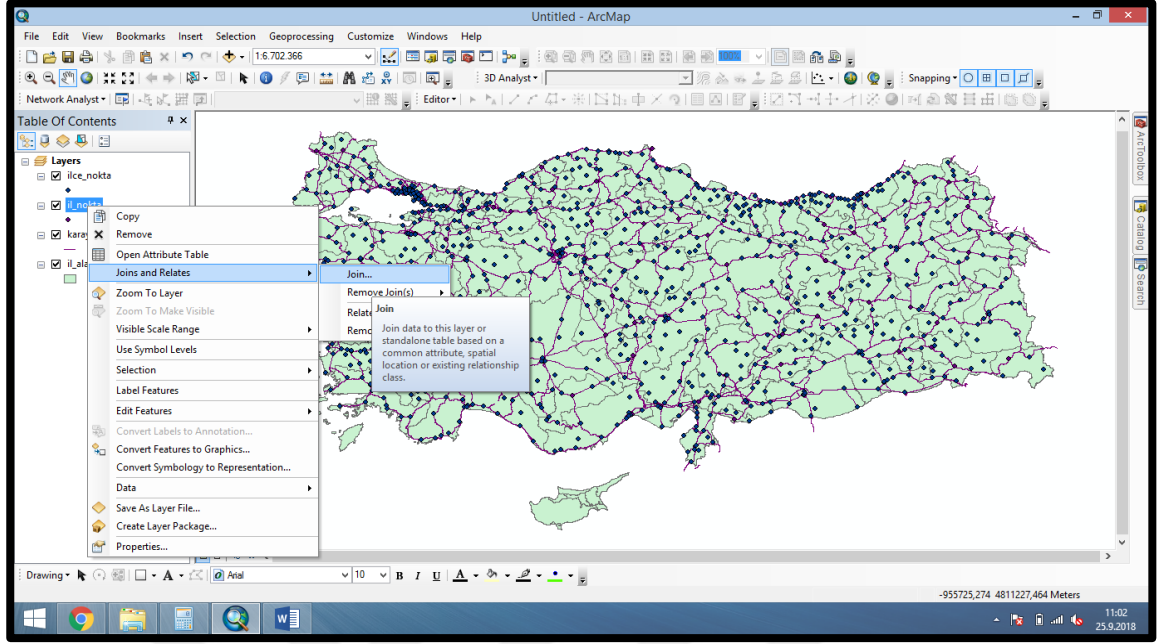 Untitled - ArcMap
File Edit View Bookmarks Insert Selection Geoprocessing Customize Windows Help
1:6.702.366
100%
3D Analyst
Snapping
Network Analyst
Editor
Table Of Contents
Layers
ilce_nokta
il_nokta
Copy
Remove
Open Attribute Table
Joins and Relates
Join...
Zoom To Layer
Remove Join(s)
Zoom To Make Visible
Join
Visible Scale Range
Join data to this layer or
standalone table based on a
common attribute, spatial
location or existing relationship
class.
Use Symbol Levels
Selection
Label Features
Edit Features
Convert Labels to Annotation...
Convert Features to Graphics...
Convert Symbology to Representation...
Data
Save As Layer File...
Create Layer Package...
Properties...
ArcToolbox
Catalog
Search
Drawing
A
Arial
10
B I U A
-955725,274 4811227,464 Meters
11:02
25.9.2018